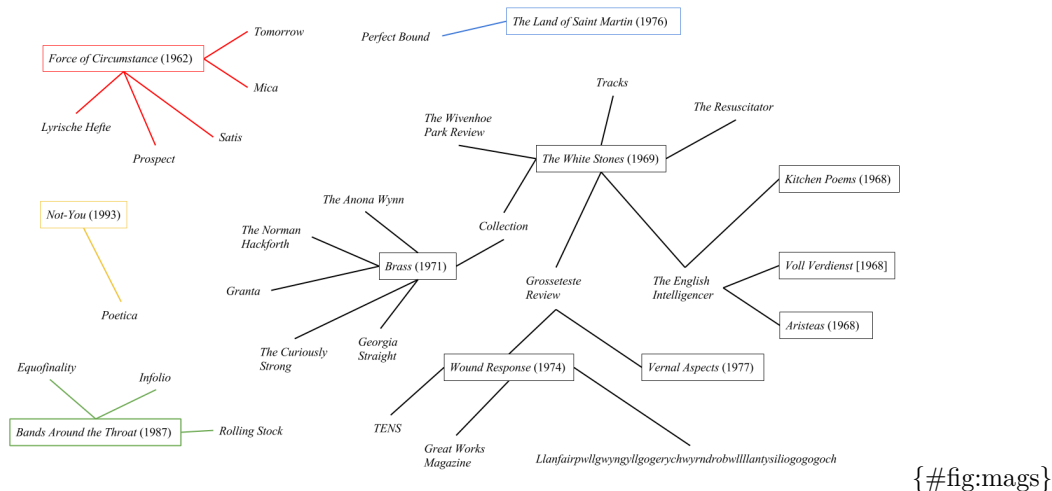 Tomorrow
Force of Circumstance (1962)
Mica
Lyrische Hefte
Satis
Prospect
Perfect Bound
The Land of Saint Martin (1976)
Tracks
The Resuscitator
The Wivenhoe
Park Review
The White Stones (1969)
Kitchen Poems (1968)
Not-You (1993)
Poetica
The Anona Wynn
The Norman
Hackforth
Collection
Brass (1971)
Granta
Grosseteste
Review
The English
Intelligencer
Voll Verdienst [1968]
Aristeas (1968)
The Curiously
Strong
Georgia
Straight
Wound Response (1974)
Vernal Aspects (1977)
Equofinality
Infolio
Bands Around the Throat (1987)
Rolling Stock
TENS
Great Works
Magazine
Llanfairpwllgwyngyllgogerychwyrndrobwllllantysiliogogogoch
{#fig:mags}